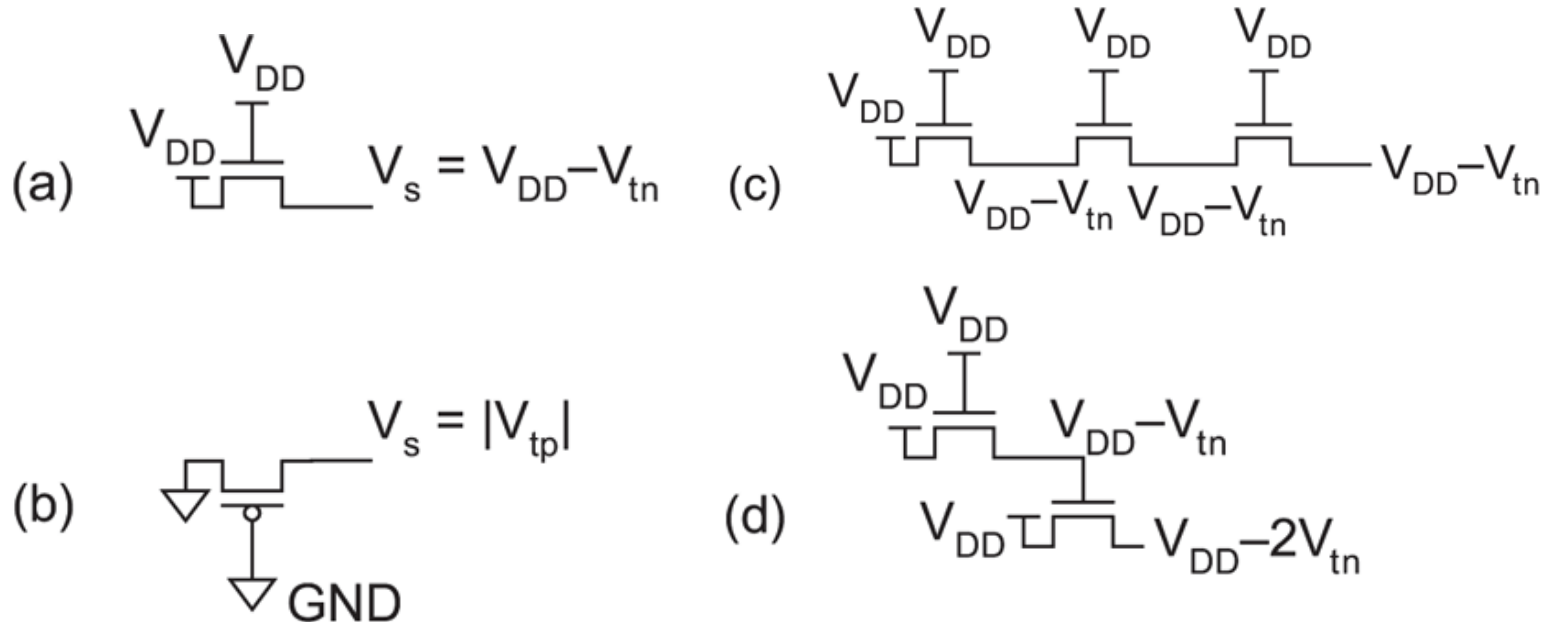 (a)
V_DD
V_DD
V_s = V_DD–V_tn
(b)
V_s = |V_tp|
GND
(c)
V_DD
V_DD
V_DD
V_DD
V_DD–V_tn
V_DD–V_tn
V_DD–V_tn
(d)
V_DD
V_DD
V_DD–V_tn
V_DD
V_DD–2V_tn